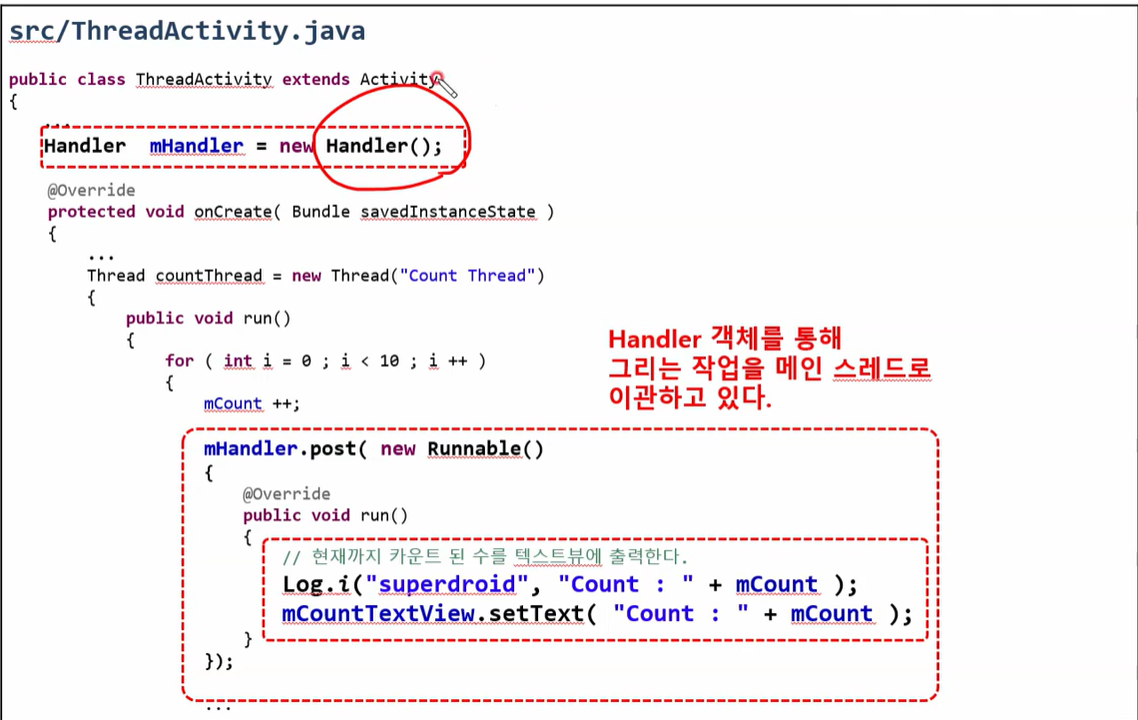 src/ThreadActivity.java
public class ThreadActivity extends Activity
{
...
Handler mHandler = new Handler();
@Override
protected void onCreate( Bundle savedInstanceState )
{
...
Thread countThread = new Thread("Count Thread")
{
public void run()
{
for ( int i = 0 ; i < 10 ; i ++ )
{
mCount ++;
Handler 객체를 통해
그리는 작업을 메인 스레드로
이관하고 있다.
mHandler.post( new Runnable()
{
@Override
public void run()
{
// 현재까지 카운트 된 수를 텍스트뷰에 출력한다.
Log.i("superdroid", "Count : " + mCount );
mCountTextView.setText( "Count : " + mCount );
}
});
...